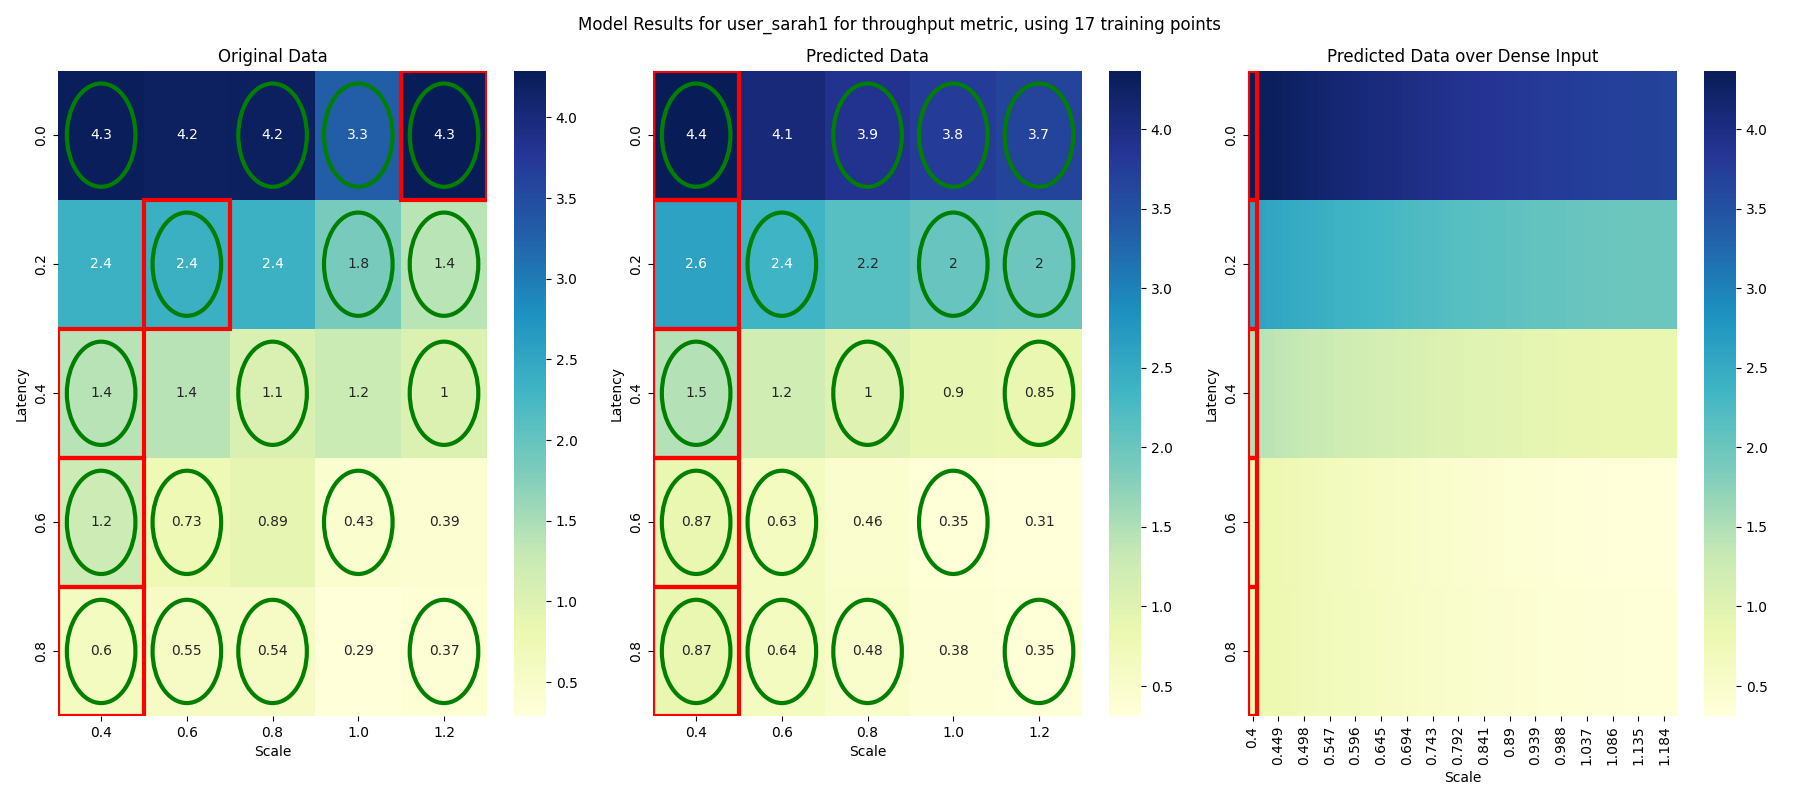 Model Results for user_sarah1 for throughput metric, using 17 training points
Original Data
4.3 4.2 4.2 3.3 4.3
2.4 2.4 2.4 1.8 1.4
1.4 1.4 1.1 1.2 1
1.2 0.73 0.89 0.43 0.39
0.6 0.55 0.54 0.29 0.37
0.0
0.2
0.4
0.6
0.8
Latency
0.4 0.6 0.8 1.0 1.2
Scale
4.0
3.5
3.0
2.5
2.0
1.5
1.0
0.5
Predicted Data
4.4 4.1 3.9 3.8 3.7
2.6 2.4 2.2 2 2
1.5 1.2 1 0.9 0.85
0.87 0.63 0.46 0.35 0.31
0.87 0.64 0.48 0.38 0.35
0.0
0.2
0.4
0.6
0.8
Latency
0.4 0.6 0.8 1.0 1.2
Scale
4.0
3.5
3.0
2.5
2.0
1.5
1.0
0.5
Predicted Data over Dense Input
0.0
0.2
0.4
0.6
0.8
Latency
0.4 0.449 0.498 0.547 0.596 0.645 0.694 0.743 0.792 0.841 0.89 0.939 0.988 1.037 1.086 1.135 1.184
Scale
4.0
3.5
3.0
2.5
2.0
1.5
1.0
0.5